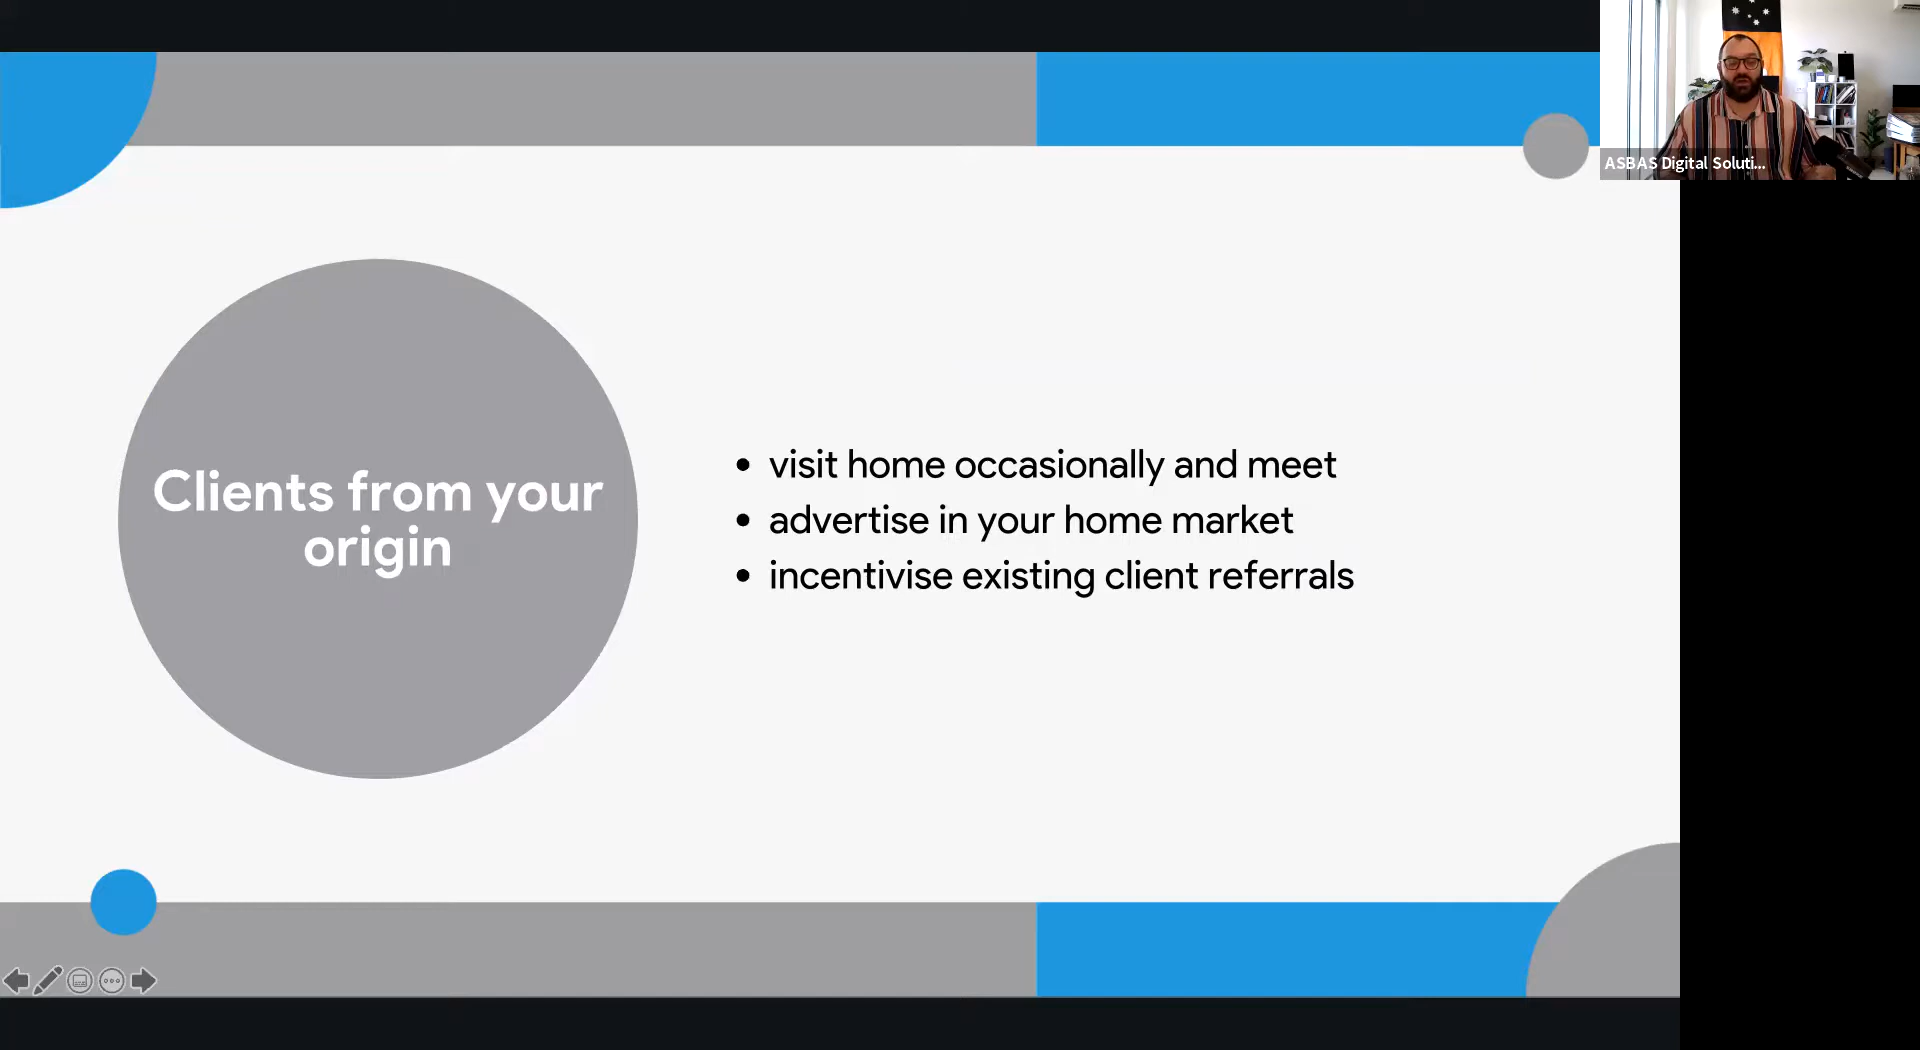 ASBAS Digital Soluti...
Clients from your
origin
• visit home occasionally and meet
• advertise in your home market
• incentivise existing client referrals